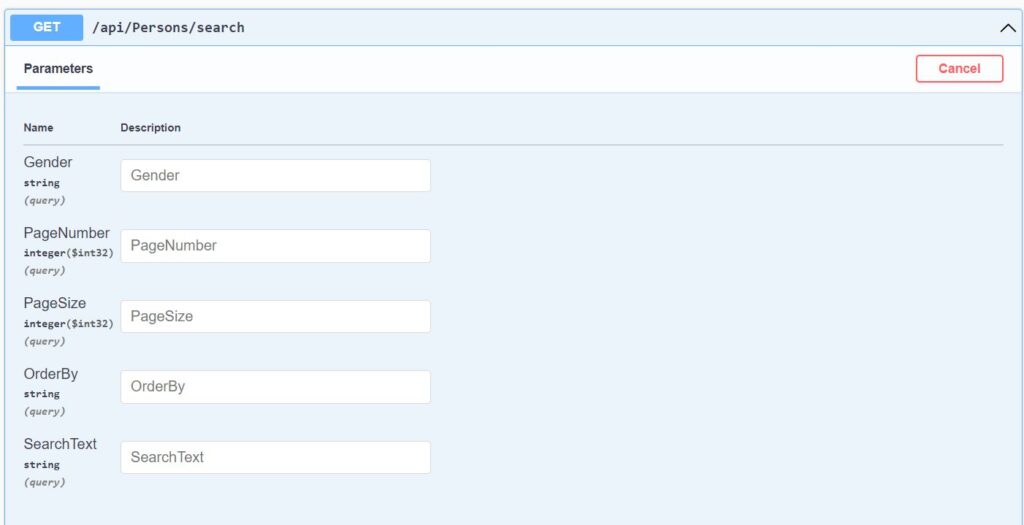 GET /api/Persons/search
Parameters Cancel
Name Description
Gender Gender
string
(query)
PageNumber PageNumber
integer($int32)
(query)
PageSize PageSize
integer($int32)
(query)
OrderBy OrderBy
string
(query)
SearchText SearchText
string
(query)